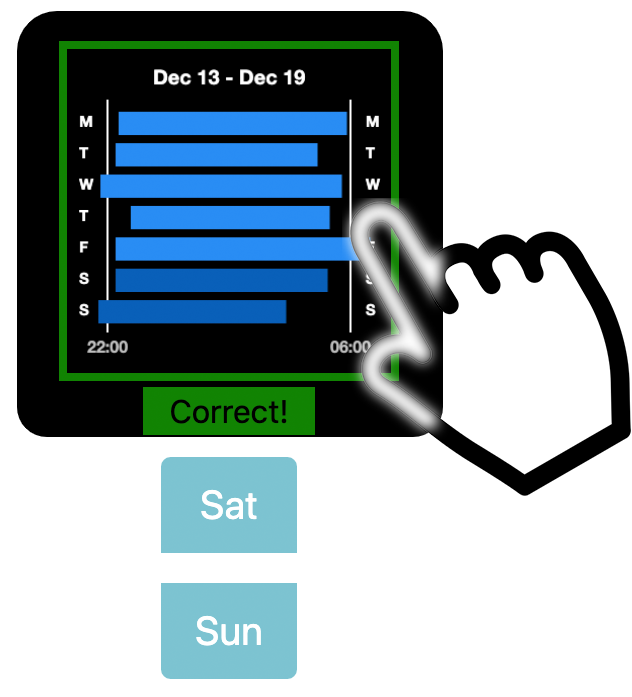 Dec 13 - Dec 19
M M
T T
W W
T
F
S S
S S
22:00 06:00
Correct!
Sat
Sun